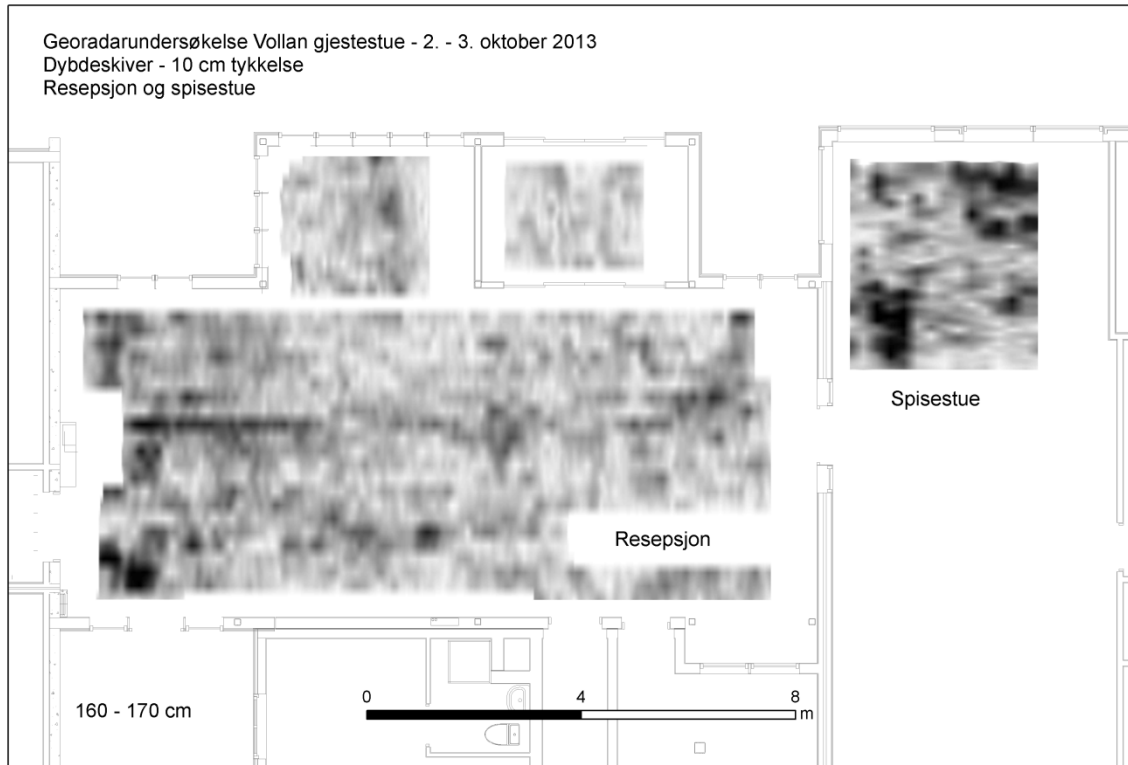 Georadarundersøkelse Vollan gjestestue - 2. - 3. oktober 2013
Dybdeskiver - 10 cm tykkelse
Resepsjon og spisestue
Spisestue
Resepsjon
160 - 170 cm
0 4 8
m